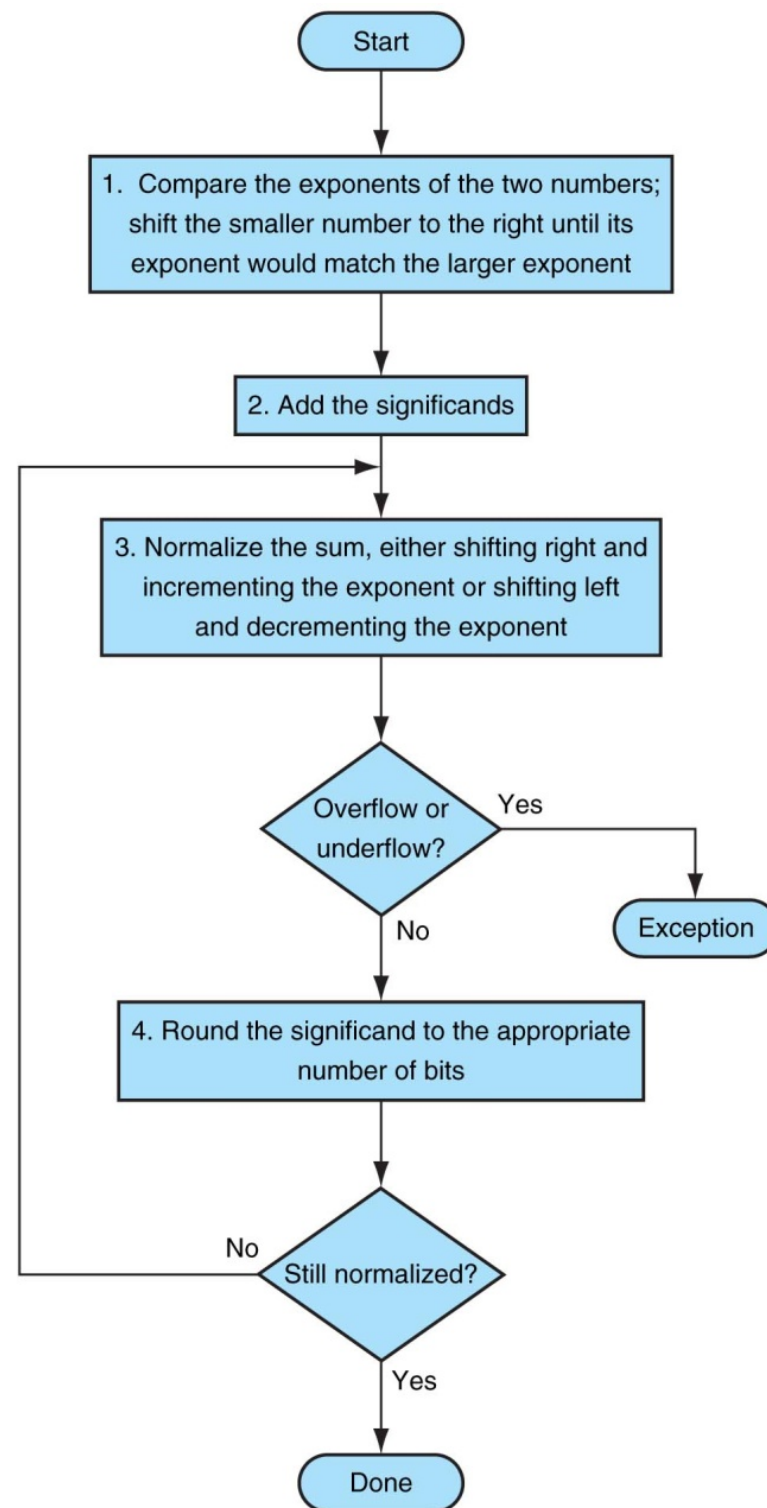 Start
1. Compare the exponents of the two numbers;
shift the smaller number to the right until its
exponent would match the larger exponent
2. Add the significands
3. Normalize the sum, either shifting right and
incrementing the exponent or shifting left
and decrementing the exponent
Overflow or
underflow?
Yes
Exception
No
4. Round the significand to the appropriate
number of bits
No
Still normalized?
Yes
Done